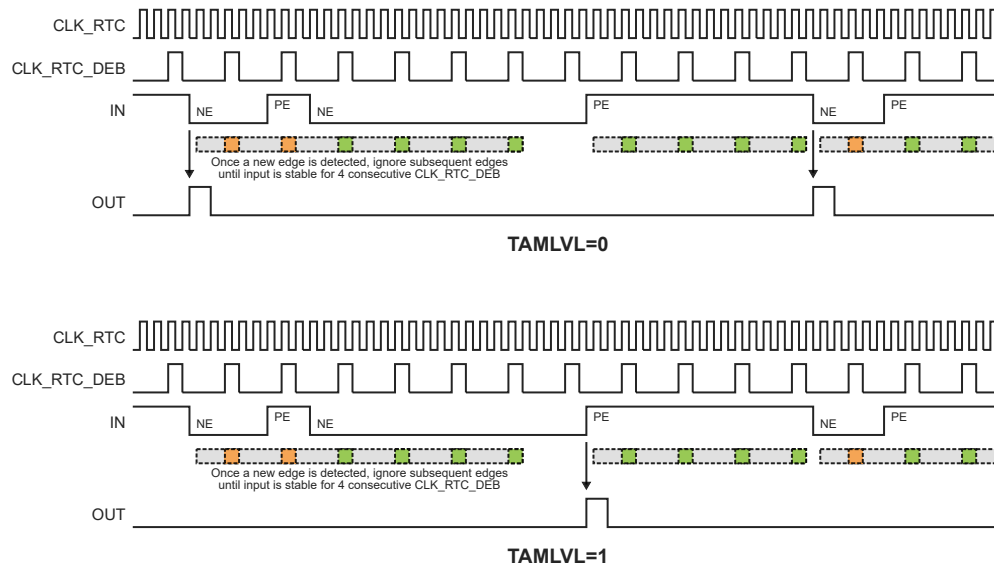 CLK_RTC
CLK_RTC_DEB
IN
NE
PE
NE
PE
NE
PE
Once a new edge is detected, ignore subsequent edges
until input is stable for 4 consecutive CLK_RTC_DEB
OUT
TAMLVL=0
CLK_RTC
CLK_RTC_DEB
IN
NE
PE
NE
PE
NE
PE
Once a new edge is detected, ignore subsequent edges
until input is stable for 4 consecutive CLK_RTC_DEB
OUT
TAMLVL=1